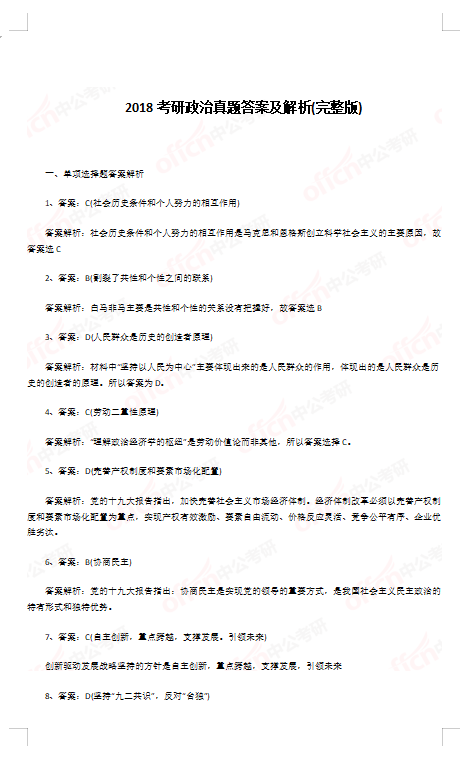 2018 考研政治真题答案及解析(完整版)
一、单项选择题答案解析
1、答案：C(社会历史条件和个人努力的相互作用)
答案解析：社会历史条件和个人努力的相互作用是马克思和恩格斯创立科学社会主义的主要原因，故
答案选 C
2、答案：B(割裂了共性和个性之间的联系)
答案解析：白马非马主要是共性和个性的关系没有把握好，故答案选 B
3、答案：D(人民群众是历史的创造者原理)
答案解析：材料中“坚持以人民为中心”主要体现出来的是人民群众的作用，体现出的是人民群众是历
史的创造者的原理。所以答案为 D。
4、答案：C(劳动二重性原理)
答案解析：“理解政治经济学的枢纽”是劳动价值论而非其他，所以答案选择 C。
5、答案：D(完善产权制度和要素市场化配置)
答案解析：党的十九大报告指出，加快完善社会主义市场经济体制。经济体制改革必须以完善产权制
度和要素市场化配置为重点，实现产权有效激励、要素自由流动、价格反应灵活、竞争公平有序、企业优
胜劣汰。
6、答案：B(协商民主)
答案解析：党的十九大报告指出：协商民主是实现党的领导的重要方式，是我国社会主义民主政治的
特有形式和独特优势。
7、答案：C(自主创新，重点跨越，支撑发展。引领未来)
创新驱动发展战略坚持的方针是自主创新，重点跨越，支撑发展，引领未来
8、答案：D(坚持“九二共识”，反对“台独”)
offcn中公考研